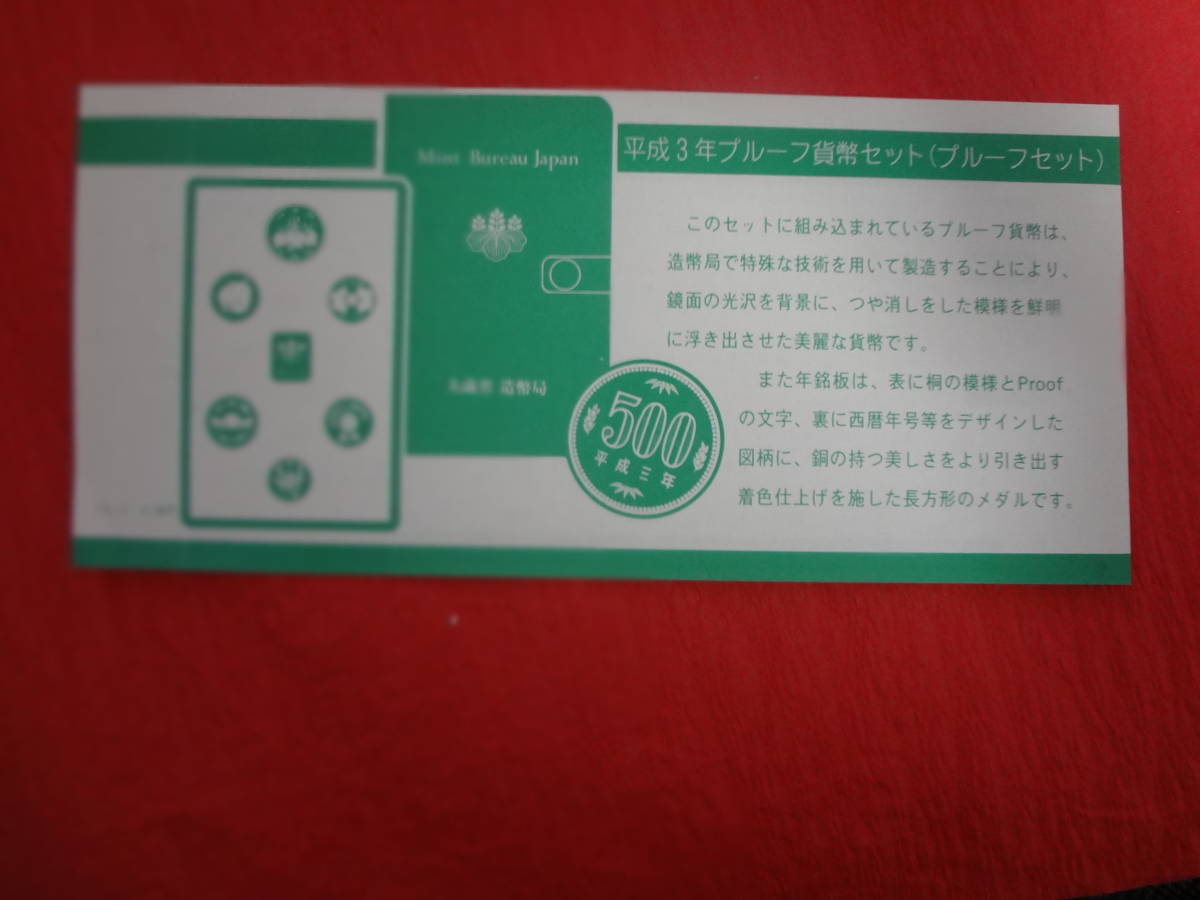 Mint Bureau Japan
大蔵省 造幣局
500
平成三年
平成3年プルーフ貨幣セット(プルーフセット)
このセットに組み込まれているプルーフ貨幣は、
造幣局で特殊な技術を用いて製造することにより、
鏡面の光沢を背景に、つや消しをした模様を鮮明
に浮き出させた美麗な貨幣です。
また年銘板は、表に桐の模様とProof
の文字、裏に西暦年号等をデザインした
図柄に、銅の持つ美しさをより引き出す
着色仕上げを施した長方形のメダルです。